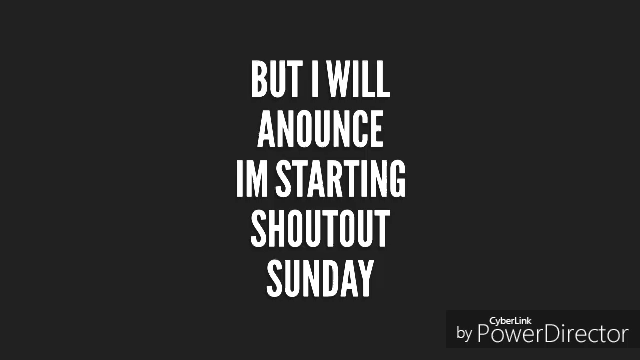 BUT I WILL
ANOUNCE
IM STARTING
SHOUTOUT
SUNDAY
CyberLink
by PowerDirector